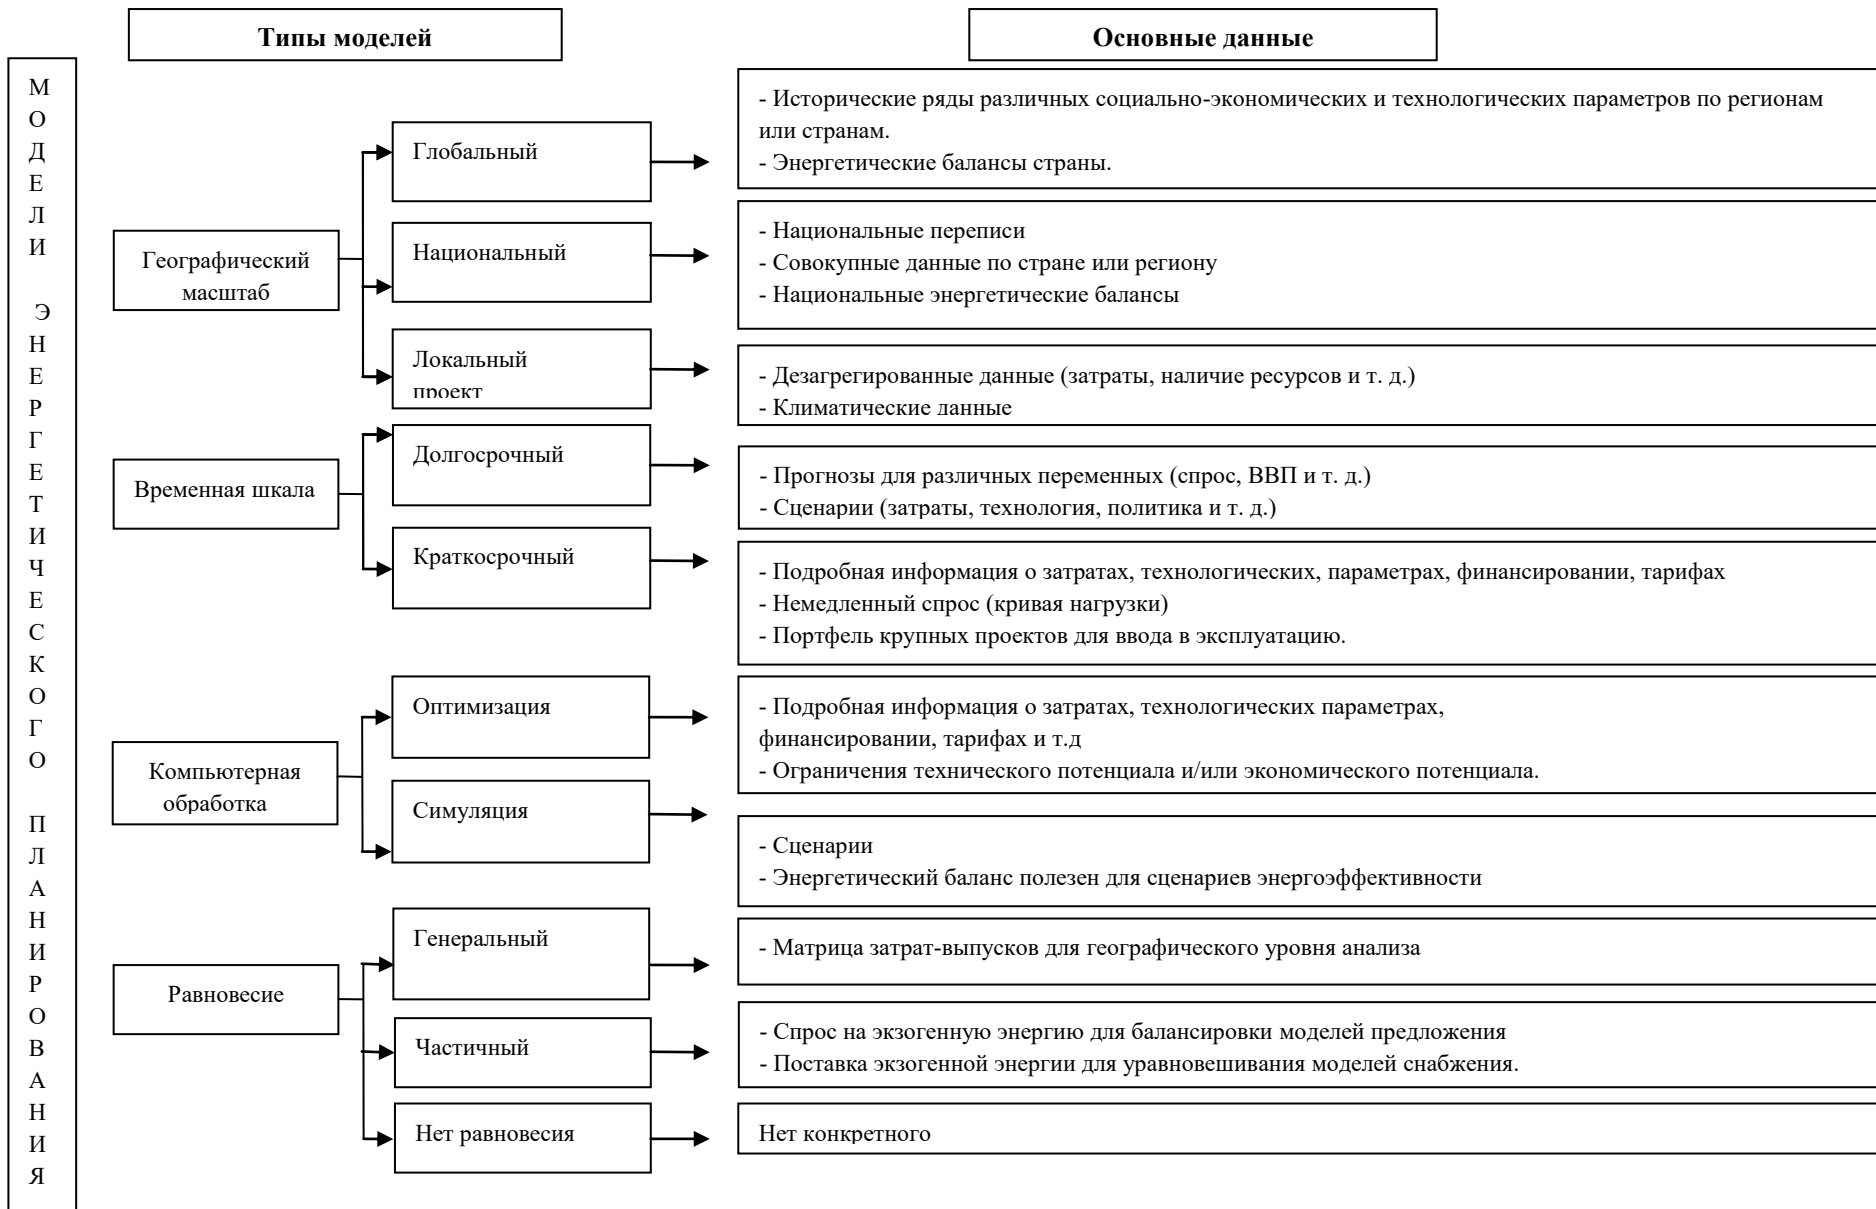 Типы моделей
Основные данные
МОДЕЛИ ЭНЕРГЕТИЧЕСКОГО ПЛАНИРОВАНИЯ
Географический
масштаб
Глобальный
- Исторические ряды различных социально-экономических и технологических параметров по регионам
или странам.
- Энергетические балансы страны.
Национальный
- Национальные переписи
- Совокупные данные по стране или региону
- Национальные энергетические балансы
Локальный
проект
- Дезагрегированные данные (затраты, наличие ресурсов и т. д.)
- Климатические данные
Временная шкала
Долгосрочный
- Прогнозы для различных переменных (спрос, ВВП и т. д.)
- Сценарии (затраты, технология, политика и т. д.)
Краткосрочный
- Подробная информация о затратах, технологических, параметрах, финансировании, тарифах
- Немедленный спрос (кривая нагрузки)
- Портфель крупных проектов для ввода в эксплуатацию.
Компьютерная
обработка
Оптимизация
- Подробная информация о затратах, технологических параметрах,
финансировании, тарифах и т.д
- Ограничения технического потенциала и/или экономического потенциала.
Симуляция
- Сценарии
- Энергетический баланс полезен для сценариев энергоэффективности
Равновесие
Генеральный
- Матрица затрат-выпусков для географического уровня анализа
Частичный
- Спрос на экзогенную энергию для балансировки моделей предложения
- Поставка экзогенной энергии для уравновешивания моделей снабжения.
Нет равновесия
Нет конкретного